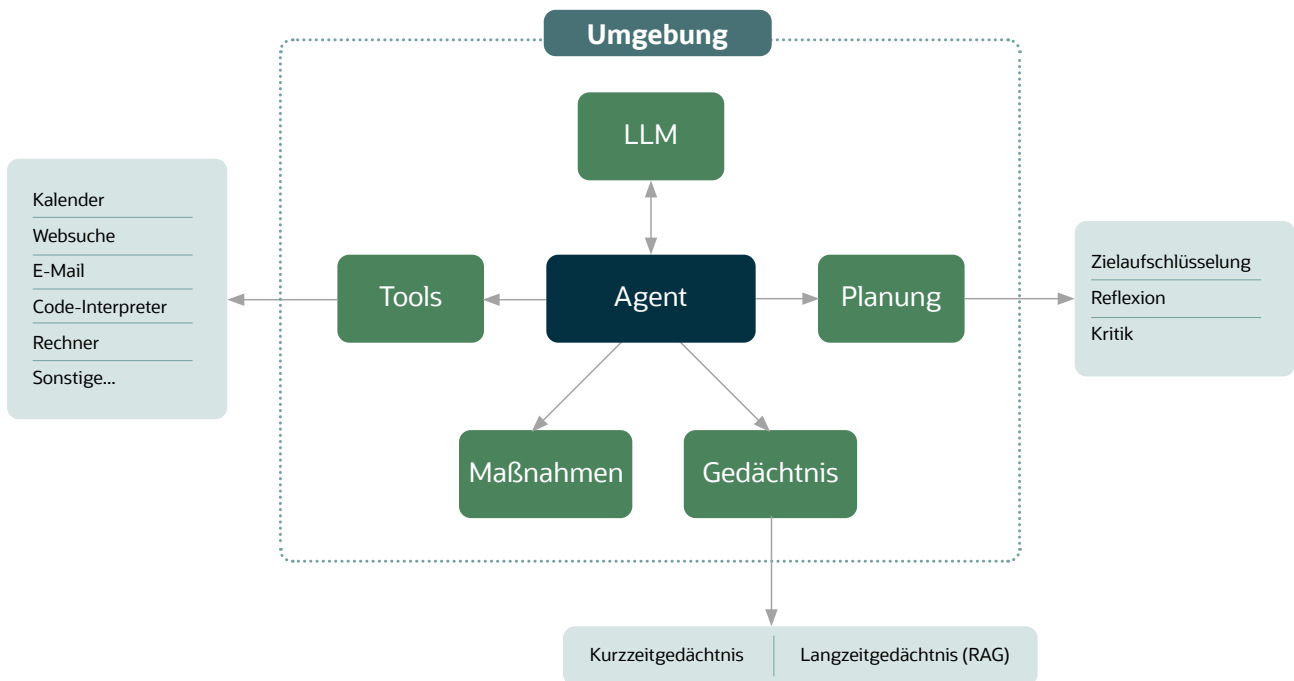 Umgebung
LLM
Kalender
Websuche
E-Mail
Code-Interpreter
Rechner
Sonstige...
Tools
Agent
Planung
Zielaufschlüsselung
Reflexion
Kritik
Maßnahmen
Gedächtnis
Kurzzeitgedächtnis
Langzeitgedächtnis (RAG)